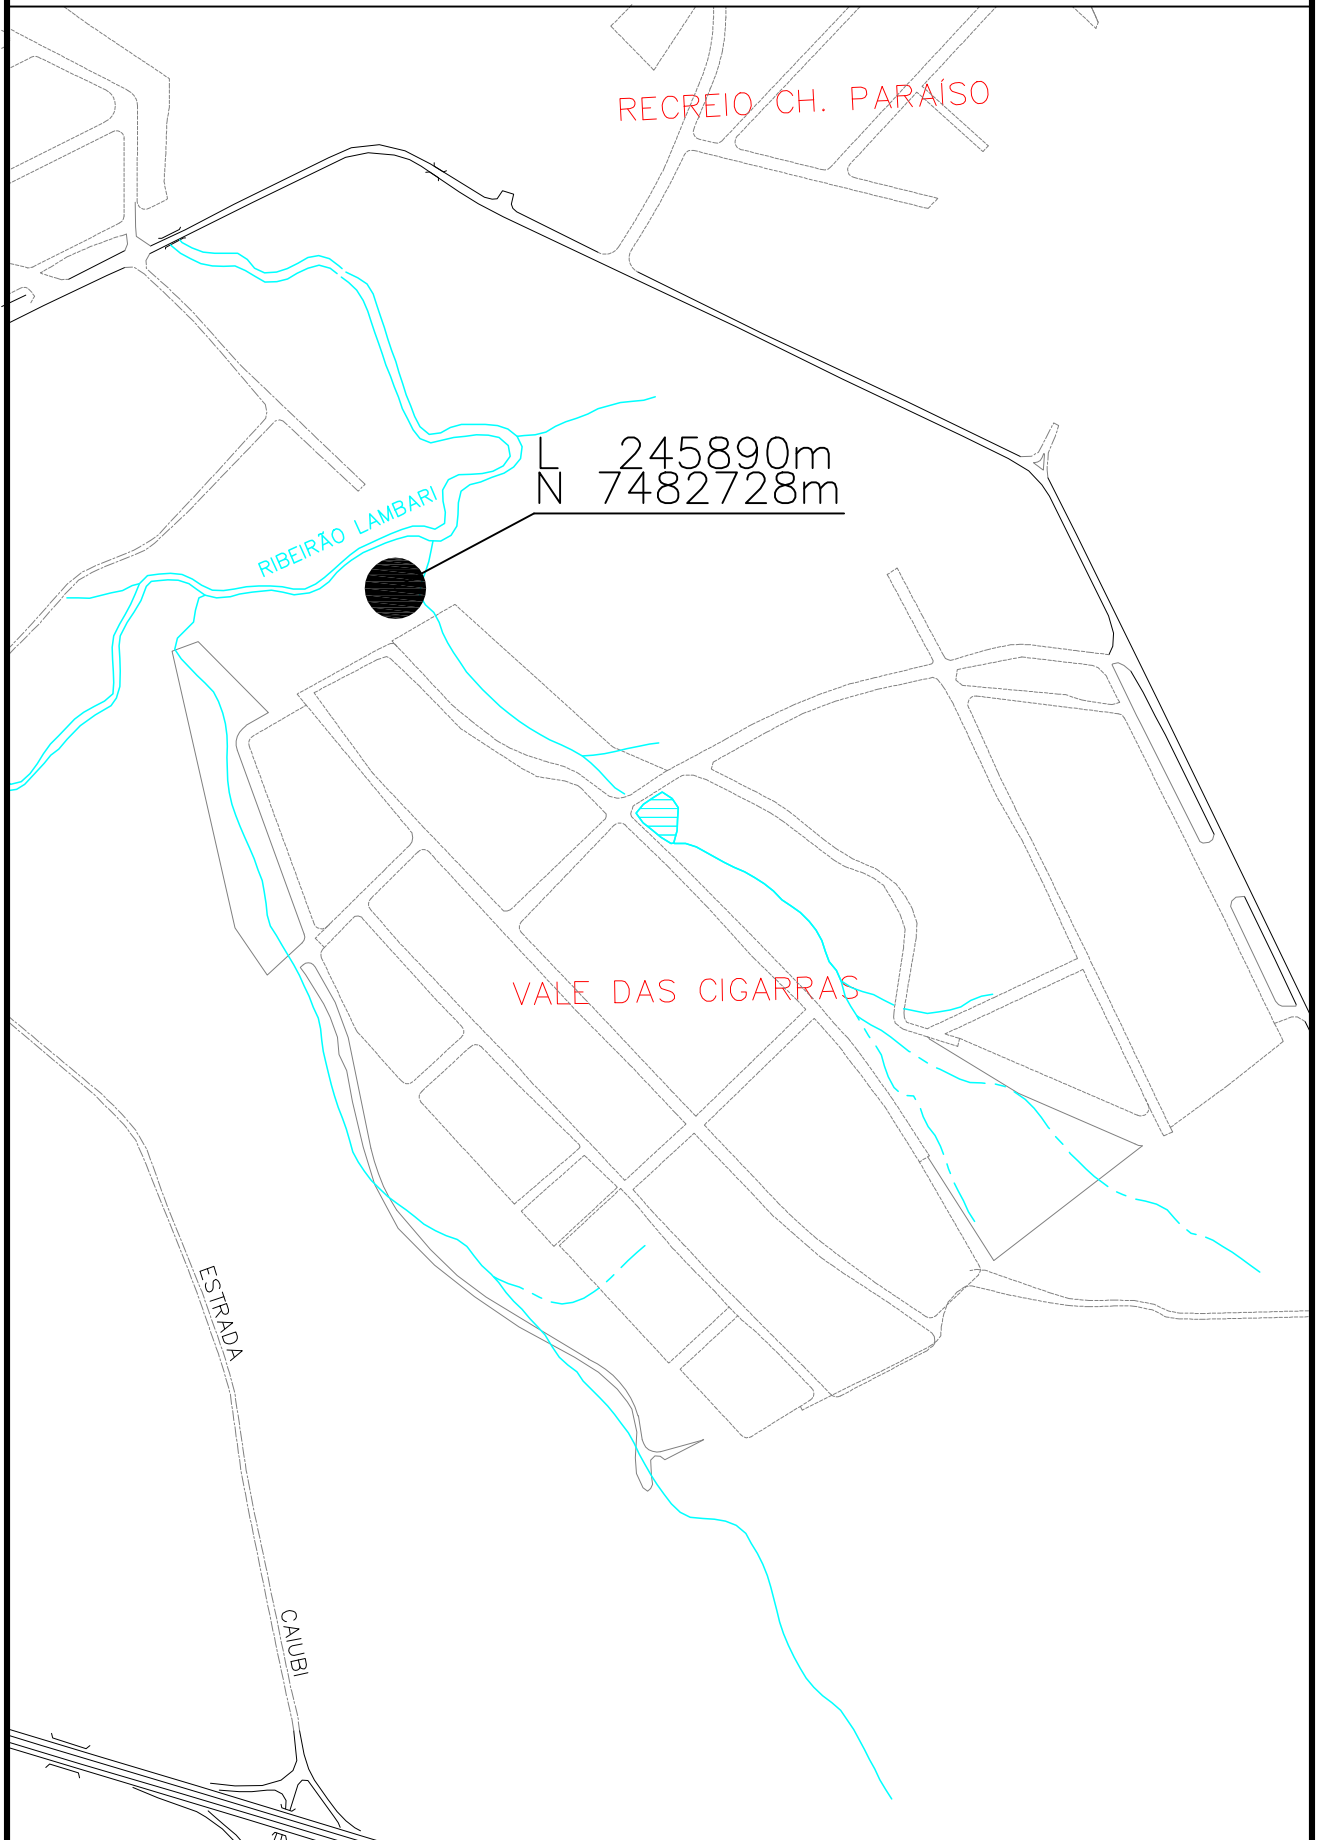 RECREIO CH. PARAÍSO
L 245890m
N 7482728m
RIBEIRÃO LAMBARI
VALE DAS CIGARRAS
ESTRADA
CAIUBI